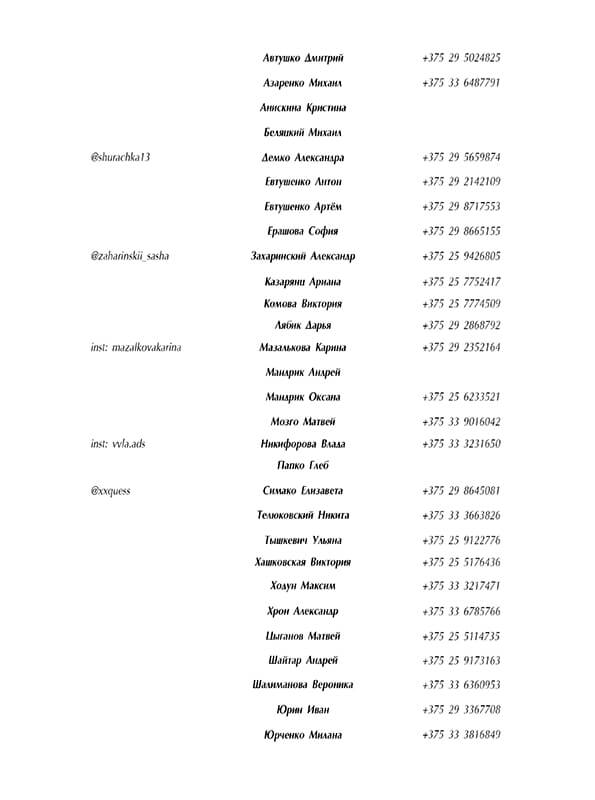 Автушко Дмитрий +375 29 5024825
Азаренко Михаил +375 33 6487791
Анискина Кристина
Беляцкий Михаил
@shurachka13 Демко Александра +375 29 5659874
Евтушенко Антон +375 29 2142109
Евтушенко Артём +375 29 8717553
Ерашова София +375 29 8665155
@zaharinskii_sasha Захаринский Александр +375 25 9426805
Казарянц Ариана +375 25 7752417
Комова Виктория +375 25 7774509
Лябик Дарья +375 29 2868792
inst: mazalkovakarina Мазалькова Карина +375 29 2352164
Мандрик Андрей
Мандрик Оксана +375 25 6233521
Мозго Матвей +375 33 9016042
inst: vvla.ads Никифорова Влада +375 33 3231650
Папко Глеб
@xxquess Симако Елизавета +375 29 8645081
Телюковский Никита +375 33 3663826
Тышкевич Ульяна +375 25 9122776
Хашковская Виктория +375 25 5176436
Ходун Максим +375 33 3217471
Хрон Александр +375 33 6785766
Цыганов Матвей +375 25 5114735
Шайтар Андрей +375 25 9173163
Шалиманова Вероника +375 33 6360953
Юрин Иван +375 29 3367708
Юрченко Милана +375 33 3816849